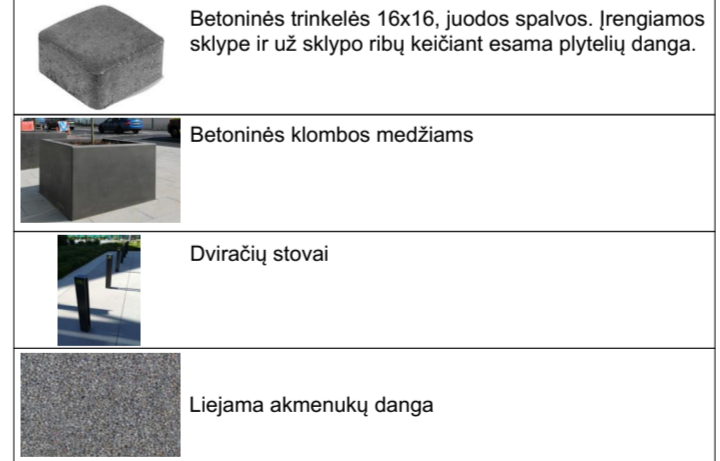 Betoninės trinkelės 16x16, juodos spalvos. Įrengiamos
sklype ir už sklypo ribų keičiant esama plytelių danga.
Betoninės klombos medžiams
Dviračių stovai
Liejama akmenukų danga